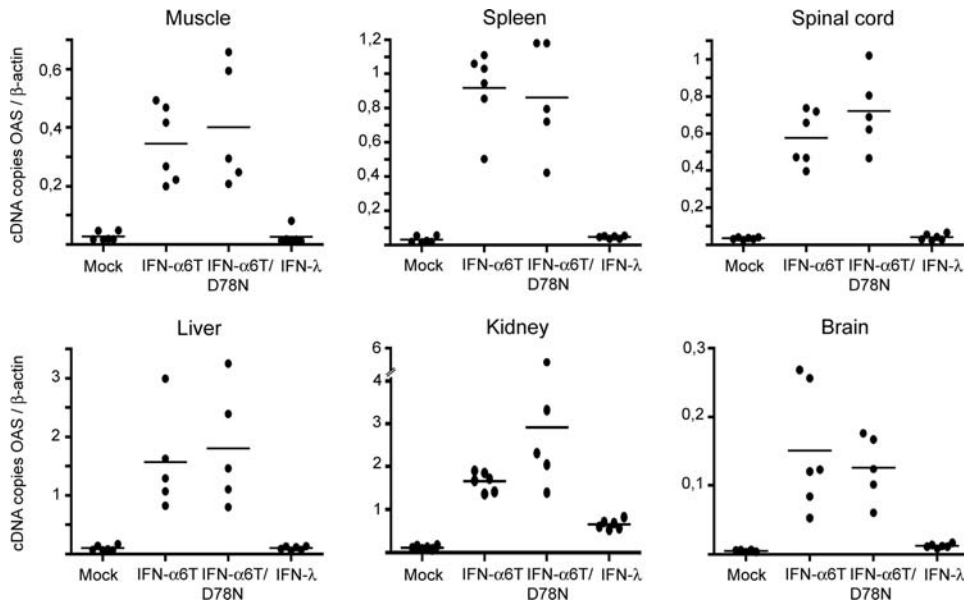 Muscle
Spleen
Spinal cord
cDNA copies OAS / β-actin
0,6
0,4
0,2
Mock IFN-α6T IFN-α6T/ IFN-λ
D78N
1,2
1
0,8
0,6
0,4
0,2
Mock IFN-α6T IFN-α6T/ IFN-λ
D78N
1
0,8
0,6
0,4
0,2
Mock IFN-α6T IFN-α6T/ IFN-λ
D78N
Liver
Kidney
Brain
cDNA copies OAS / β-actin
3
2
1
Mock IFN-α6T IFN-α6T/ IFN-λ
D78N
6
4
3
2
1
Mock IFN-α6T IFN-α6T/ IFN-λ
D78N
0,3
0,2
0,1
Mock IFN-α6T IFN-α6T/ IFN-λ
D78N